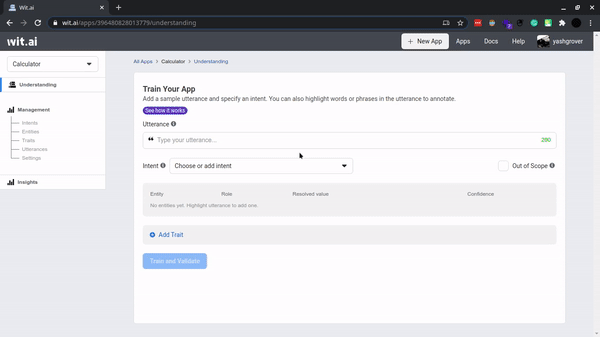 Wit.ai
wit.ai/apps/396480828013779/understanding
wit.ai
New App
Apps
Docs
Help
yashgrover
Calculator
Understanding
Management
Intents
Entities
Traits
Utterances
Settings
Insights
All Apps > Calculator > Understanding
Train Your App
Add a sample utterance and specify an intent. You can also highlight words or phrases in the utterance to annotate.
See how it works
Utterance
Type your utterance...
280
Intent
Choose or add intent
Out of Scope
Entity Role Resolved value Confidence
No entities yet. Highlight utterance to add one.
Add Trait
Train and Validate